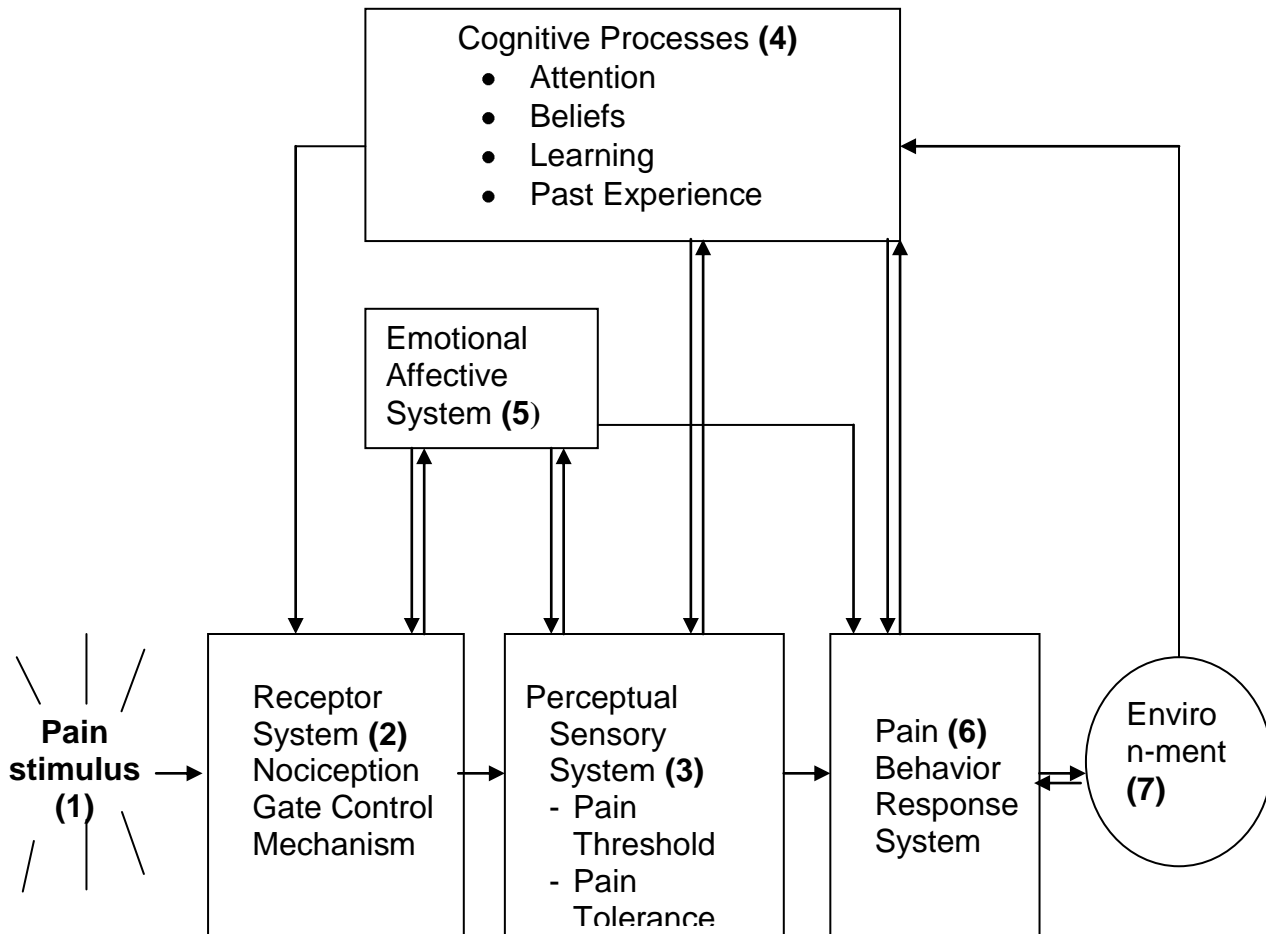 Cognitive Processes (4)
● Attention
● Beliefs
● Learning
● Past Experience
Emotional
Affective
System (5)
Pain
stimulus
(1)
Receptor
System (2)
Nociception
Gate Control
Mechanism
Perceptual
Sensory
System (3)
- Pain
Threshold
- Pain
Tolerance
Pain (6)
Behavior
Response
System
Enviro
n-ment
(7)